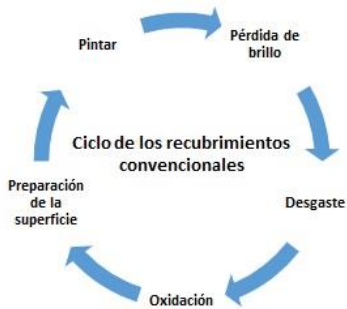 Pintar
Pérdida de
brillo
Ciclo de los recubrimientos
convencionales
Preparación
de la
superficie
Desgaste
Oxidación